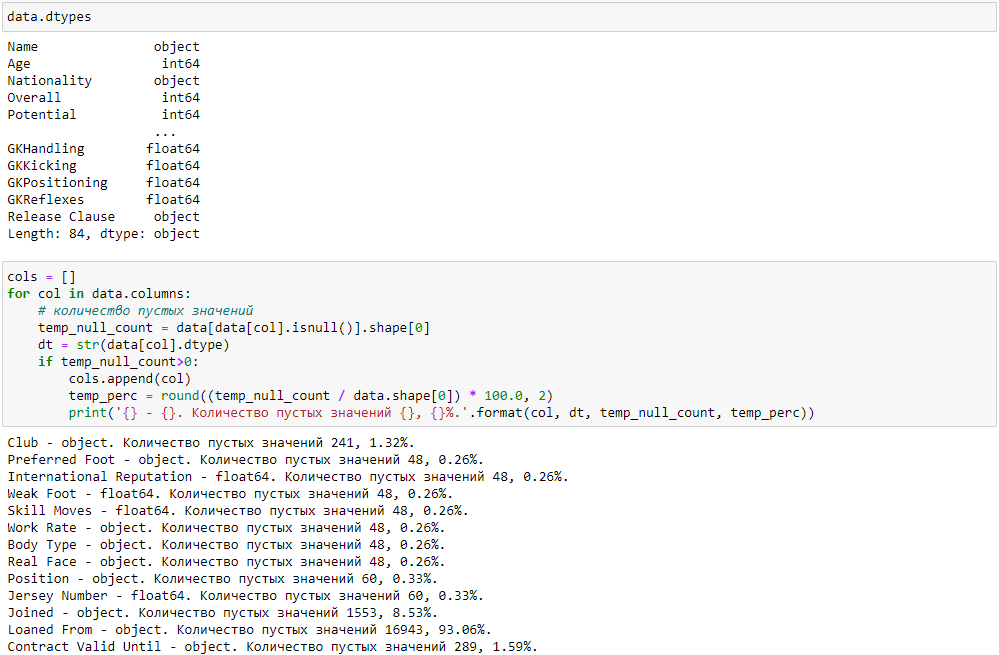 data.dtypes
Name object
Age int64
Nationality object
Overall int64
Potential int64
...
GKHandling float64
GKKicking float64
GKPositioning float64
GKReflexes float64
Release Clause object
Length: 84, dtype: object
cols = []
for col in data.columns:
    # количество пустых значений
    temp_null_count = data[data[col].isnull()].shape[0]
    dt = str(data[col].dtype)
    if temp_null_count>0:
        cols.append(col)
        temp_perc = round((temp_null_count / data.shape[0]) * 100.0, 2)
        print('{} - {}. Количество пустых значений {}, {}%.'.format(col, dt, temp_null_count, temp_perc))
Club - object. Количество пустых значений 241, 1.32%.
Preferred Foot - object. Количество пустых значений 48, 0.26%.
International Reputation - float64. Количество пустых значений 48, 0.26%.
Weak Foot - float64. Количество пустых значений 48, 0.26%.
Skill Moves - float64. Количество пустых значений 48, 0.26%.
Work Rate - object. Количество пустых значений 48, 0.26%.
Body Type - object. Количество пустых значений 48, 0.26%.
Real Face - object. Количество пустых значений 48, 0.26%.
Position - object. Количество пустых значений 60, 0.33%.
Jersey Number - float64. Количество пустых значений 60, 0.33%.
Joined - object. Количество пустых значений 1553, 8.53%.
Loaned From - object. Количество пустых значений 16943, 93.06%.
Contract Valid Until - object. Количество пустых значений 289, 1.59%.